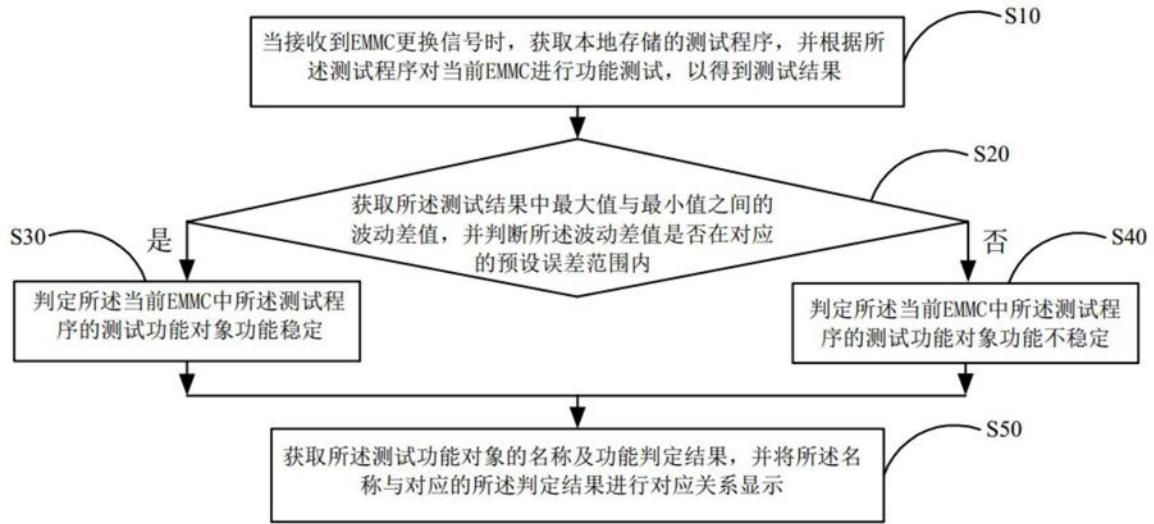 S10
当接收到EMMC更换信号时，获取本地存储的测试程序，并根据所
述测试程序对当前EMMC进行功能测试，以得到测试结果
S20
获取所述测试结果中最大值与最小值之间的
波动差值，并判断所述波动差值是否在对应
的预设误差范围内
S30
是
否
S40
判定所述当前EMMC中所述测试程
序的测试功能对象功能稳定
判定所述当前EMMC中所述测试程
序的测试功能对象功能不稳定
S50
获取所述测试功能对象的名称及功能判定结果，并将所述名
称与对应的所述判定结果进行对应关系显示